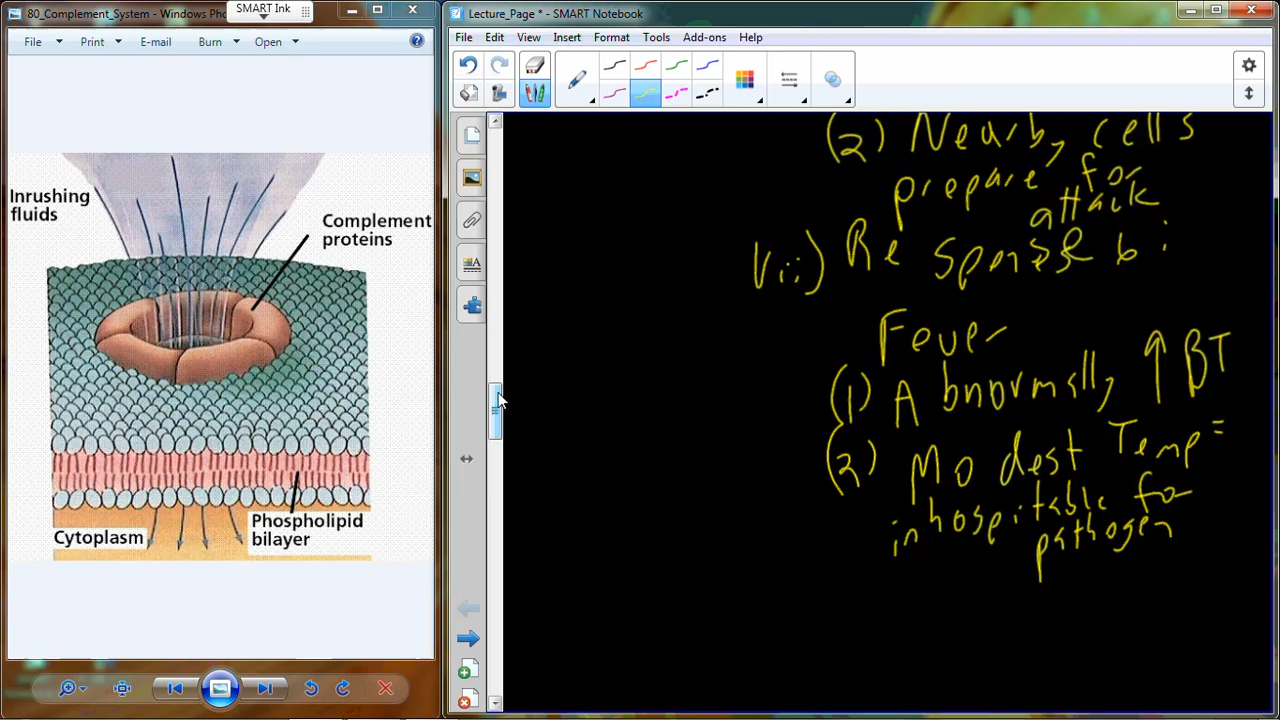 80_Complement_System - Windows Pho
SMART Ink
File Print E-mail Burn Open
Inrushing
fluids
Complement
proteins
Phospholipid
bilayer
Cytoplasm
Lecture_Page * - SMART Notebook
File Edit View Insert Format Tools Add-ons Help
(2) Nearby cells
prepare for
attack
vii) Response b :
Fever
(1) Abnormally ↑ BT
(2) Modest Temp =
inhospitable for
pathogen